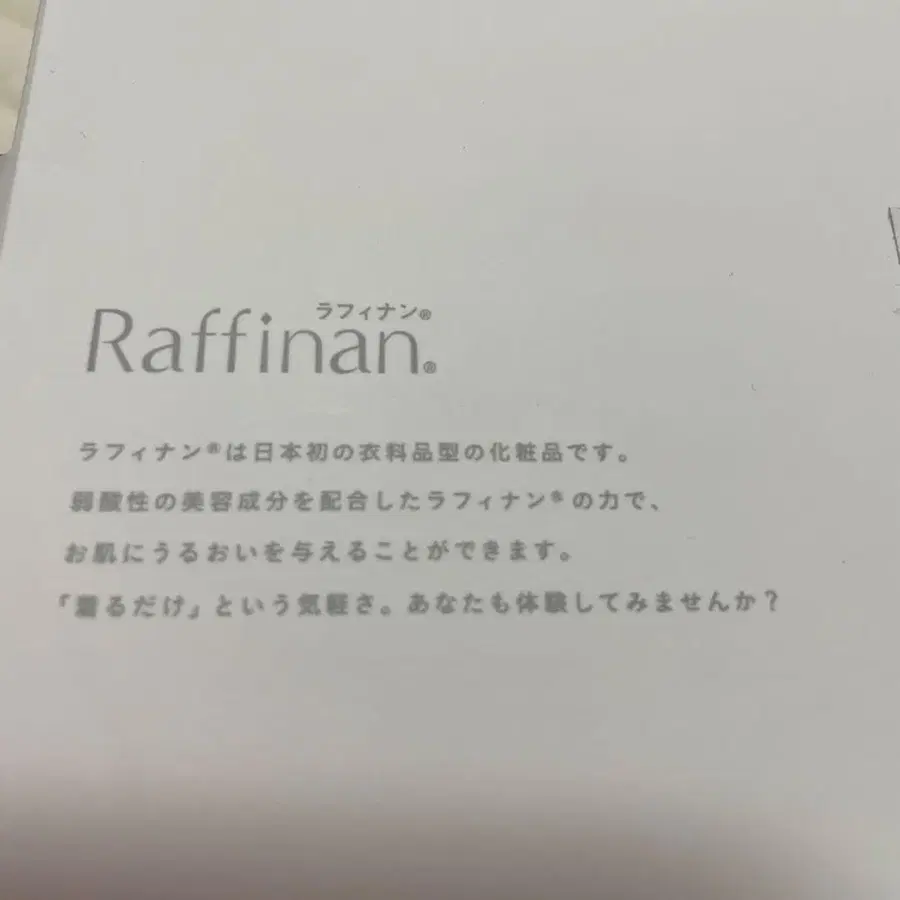 ラフィナン®
Raffinan®
ラフィナン®は日本初の衣料品型の化粧品です。
弱酸性の美容成分を配合したラフィナン®の力で、
お肌にうるおいを与えることができます。
「着るだけ」という気軽さ。あなたも体験してみませんか？